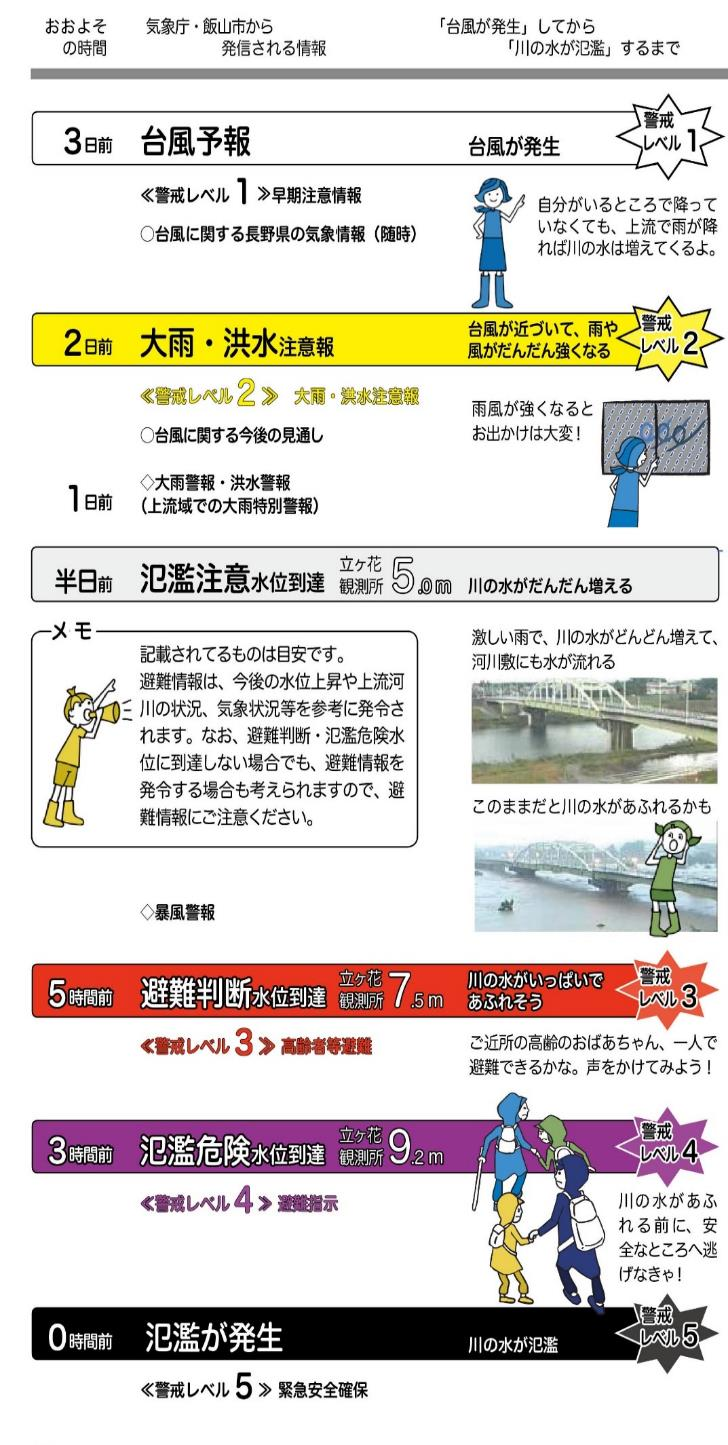 おおよその時間
気象庁・飯山市から
発信される情報
「台風が発生」してから
「川の水が氾濫」するまで
3日前 台風予報 台風が発生
警戒レベル1
≪警戒レベル1≫早期注意情報
○台風に関する長野県の気象情報（随時）
自分がいるところで降って
いなくても、上流で雨が降
れば川の水は増えてくるよ。
2日前 大雨・洪水注意報
台風が近づいて、雨や
風がだんだん強くなる
警戒レベル2
≪警戒レベル2≫ 大雨・洪水注意報
○台風に関する今後の見通し
雨風が強くなると
お出かけは大変！
1日前
◇大雨警報・洪水警報
（上流域での大雨特別警報）
半日前 氾濫注意水位到達 立ヶ花観測所 5.0m 川の水がだんだん増える
メモ
記載されてるものは目安です。
避難情報は、今後の水位上昇や上流河
川の状況、気象状況等を参考に発令さ
れます。なお、避難判断・氾濫危険水
位に到達しない場合でも、避難情報を
発令する場合も考えられますので、避
難情報にご注意ください。
激しい雨で、川の水がどんどん増えて、
河川敷にも水が流れる
このままだと川の水があふれるかも
◇暴風警報
5時間前 避難判断水位到達 立ヶ花観測所 7.5m
川の水がいっぱいで
あふれそう
警戒レベル3
≪警戒レベル3≫ 高齢者等避難
ご近所の高齢のおばあちゃん、一人で
避難できるかな。声をかけてみよう！
3時間前 氾濫危険水位到達 立ヶ花観測所 9.2m
警戒レベル4
≪警戒レベル4≫ 避難指示
川の水があふ
れる前に、安
全なところへ逃
げなきゃ！
0時間前 氾濫が発生 川の水が氾濫
警戒レベル5
≪警戒レベル5≫ 緊急安全確保